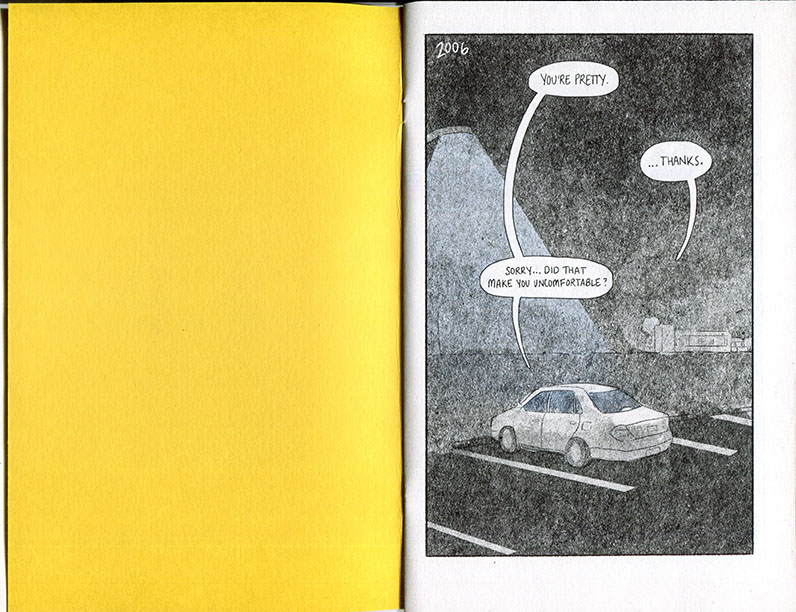 2006
YOU'RE PRETTY.
...THANKS.
SORRY... DID THAT
MAKE YOU UNCOMFORTABLE?